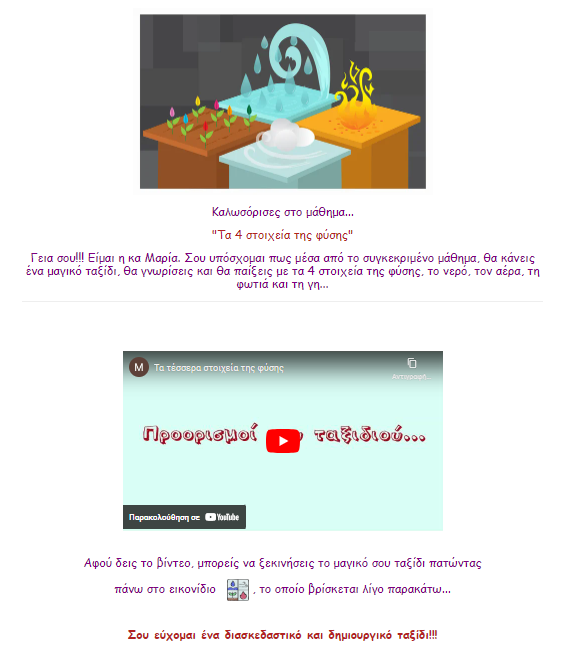 Καλωσόρισες στο μάθημα...
"Τα 4 στοιχεία της φύσης"
Γεια σου!!! Είμαι η κα Μαρία. Σου υπόσχομαι πως μέσα από το συγκεκριμένο μάθημα, θα κάνεις
ένα μαγικό ταξίδι, θα γνωρίσεις και θα παίξεις με τα 4 στοιχεία της φύσης, το νερό, τον αέρα, τη
φωτιά και τη γη...
M Τα τέσσερα στοιχεία της φύσης
Αντιγραφή...
Προορισμοί ταξιδιού...
Παρακολούθηση σε YouTube
Αφού δεις το βίντεο, μπορείς να ξεκινήσεις το μαγικό σου ταξίδι πατώντας
πάνω στο εικονίδιο , το οποίο βρίσκεται λίγο παρακάτω...
Σου εύχομαι ένα διασκεδαστικό και δημιουργικό ταξίδι!!!